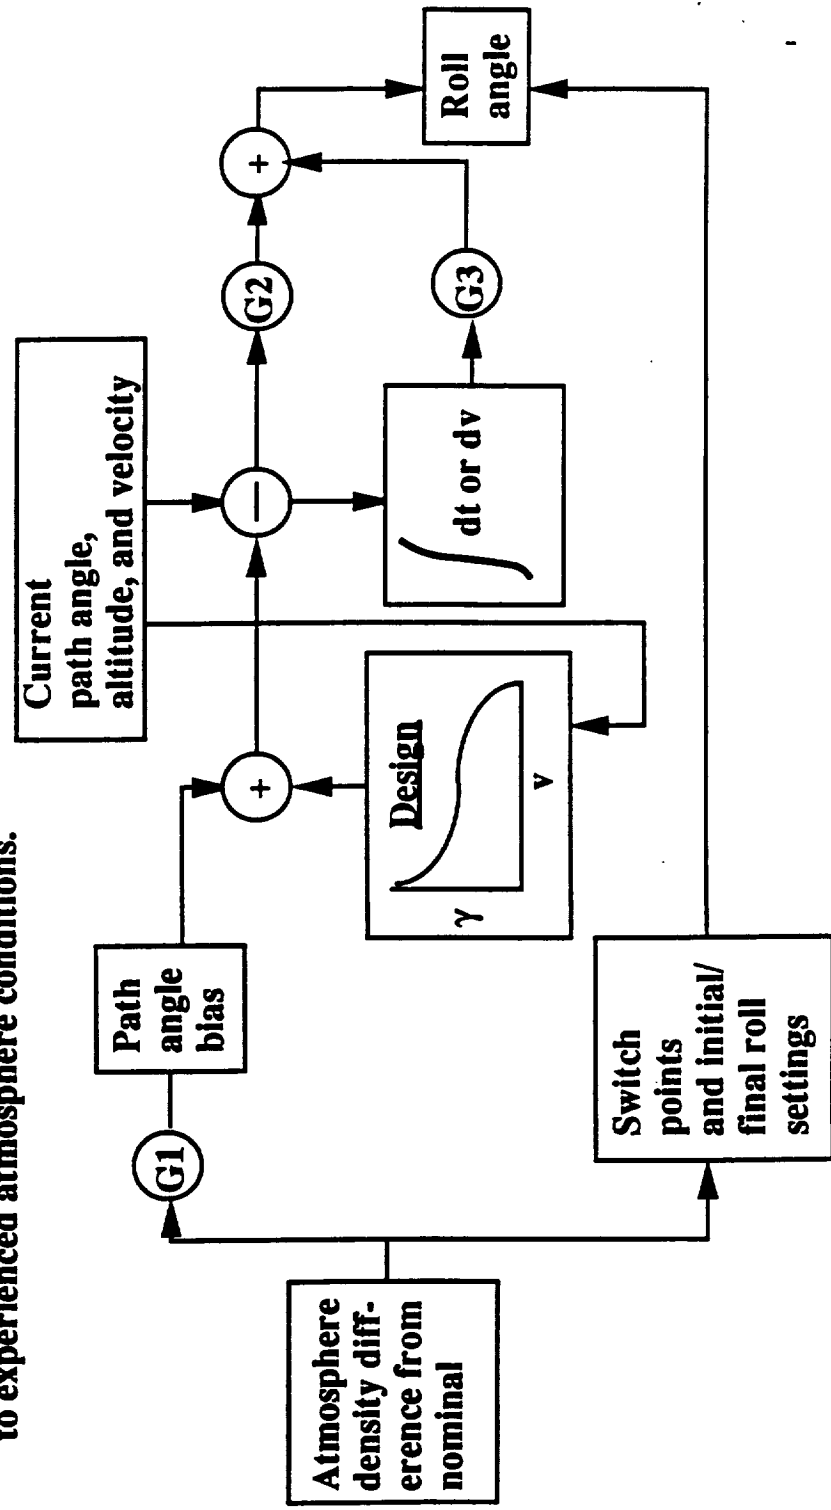 to experienced atmosphere conditions.
Atmosphere
density diff-
erence from
nominal
G1
Path
angle
bias
+
Design
γ
v
Current
path angle,
altitude, and velocity
−
dt or dv
G2
G3
+
Roll
angle
Switch
points
and initial/
final roll
settings